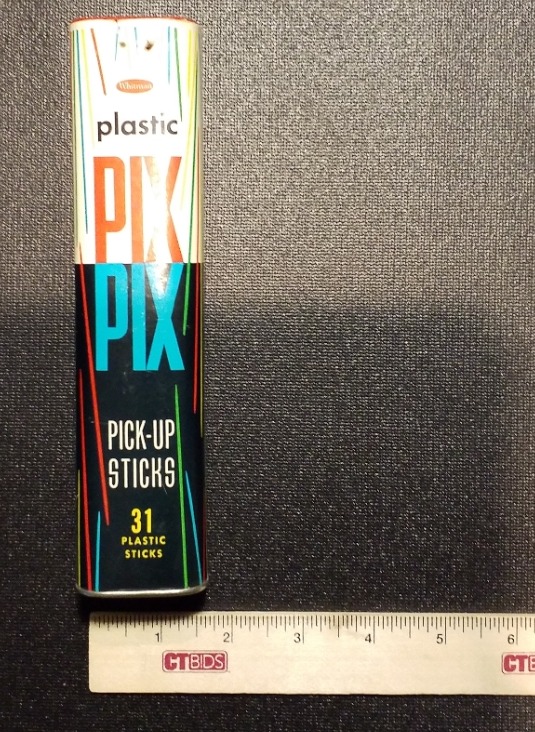 Whitman
plastic
PIX
PIX
PICK-UP
STICKS
31
PLASTIC
STICKS
1 2 3 4 5 6
CTBIDS CTB